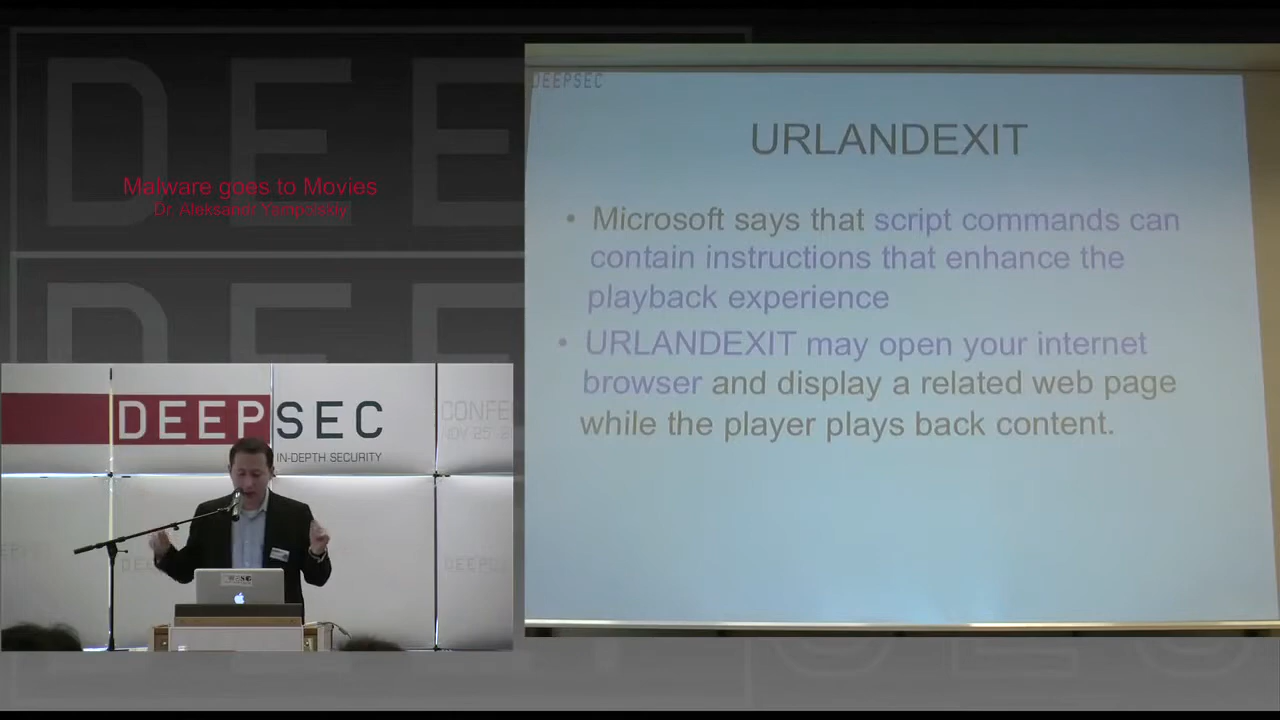 DEEPSEC
Malware goes to Movies
Dr. Aleksandr Yampolskiy
URLANDEXIT
• Microsoft says that script commands can
contain instructions that enhance the
playback experience
• URLANDEXIT may open your internet
browser and display a related web page
while the player plays back content.
DEEPSEC
IN-DEPTH SECURITY
CONFE
NOV 25